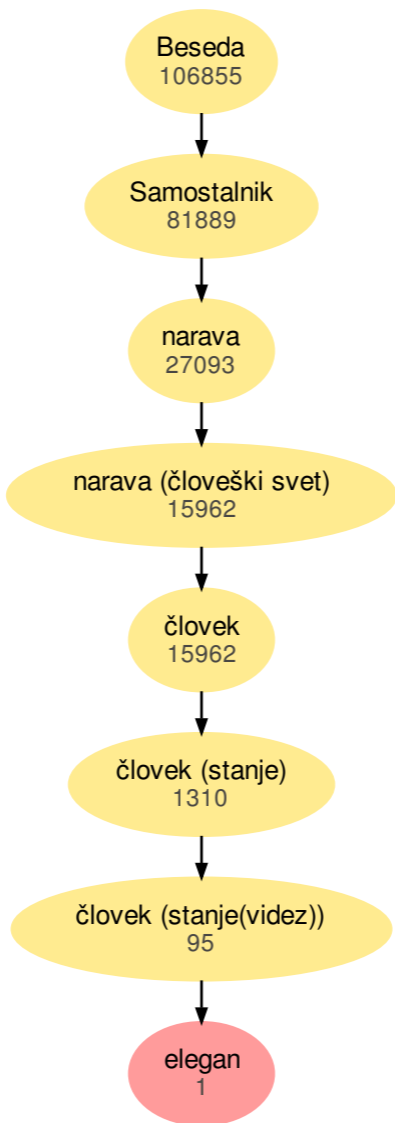 Beseda
106855
Samostalnik
81889
narava
27093
narava (človeški svet)
15962
človek
15962
človek (stanje)
1310
človek (stanje(videz))
95
elegan
1